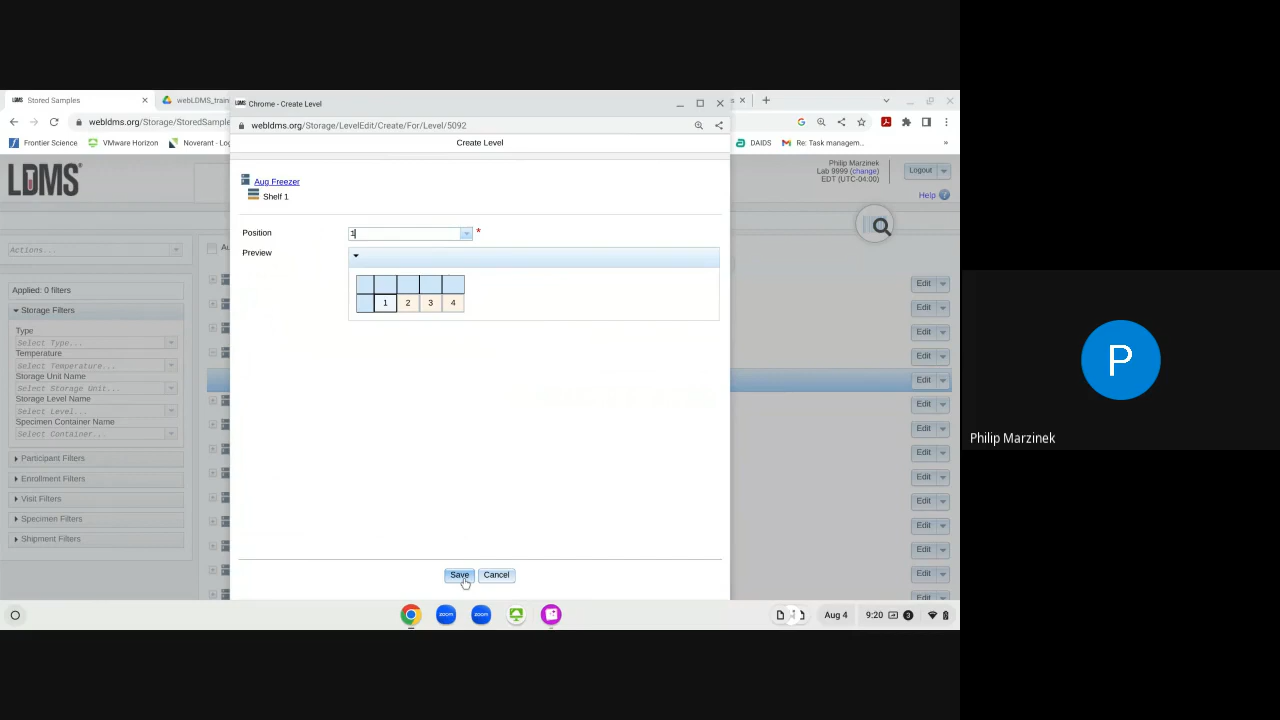 Stored Samples
webLDMS_train
Chrome - Create Level
webldms.org/Storage/StoredSample
webldms.org/Storage/LevelEdit/Create/For/Level/5092
Frontier Science
VMware Horizon
Noverant - Log
DAIDS
Re: Task managem...
»
Create Level
LDMS
Philip Marzinek
Lab 9999 (change)
EDT (UTC-04:00)
Logout
Help ?
Aug Freezer
Shelf 1
Position
1
*
Preview
1 2 3 4
Actions...
Applied: 0 filters
Storage Filters
Type
Select Type...
Temperature
Select Temperature...
Storage Unit Name
Select Storage Unit...
Storage Level Name
Select Level...
Specimen Container Name
Select Container...
Participant Filters
Enrollment Filters
Visit Filters
Specimen Filters
Shipment Filters
Edit
Edit
Edit
Edit
Edit
Edit
Edit
Edit
Edit
Edit
Edit
Edit
Edit
Edit
Save
Cancel
zoom
zoom
Aug 4
9:20
3
P
Philip Marzinek